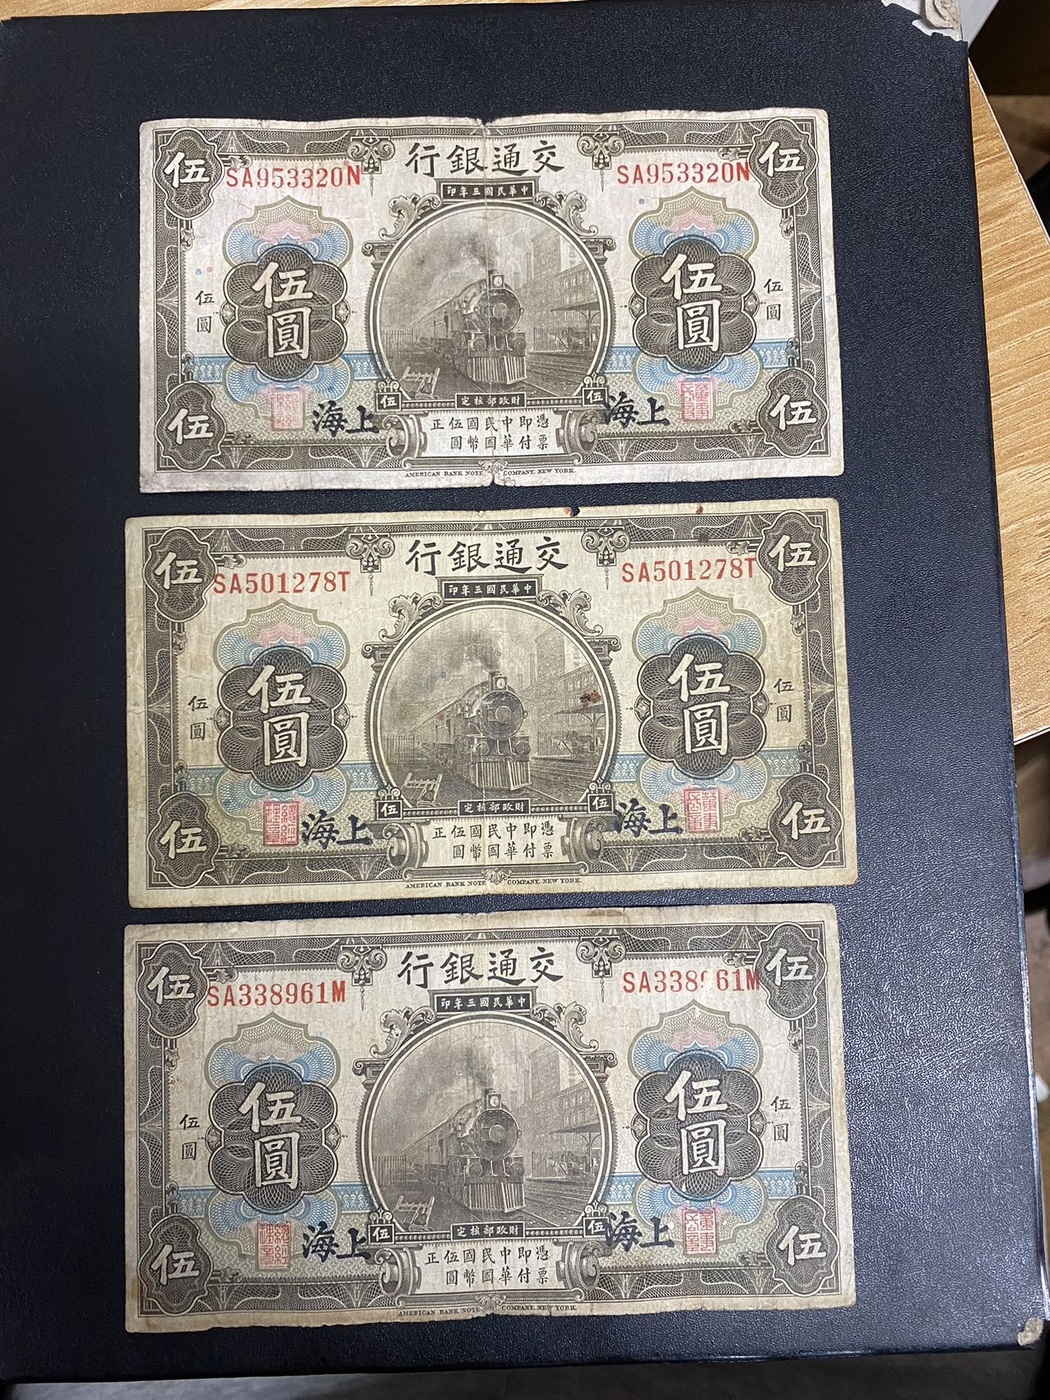 交通銀行
伍
伍
SA953320N
SA953320N
中華民國三年印
伍圓
伍圓
伍圓
伍圓
伍
伍
財政部核定
上海
上海
伍
伍
憑票即付中華民國國幣伍圓正
AMERICAN BANK NOTE COMPANY, NEW YORK.
交通銀行
伍
伍
SA501278T
SA501278T
中華民國三年印
伍圓
伍圓
伍圓
伍圓
伍
伍
財政部核定
上海
上海
伍
伍
憑票即付中華民國國幣伍圓正
AMERICAN BANK NOTE COMPANY, NEW YORK.
交通銀行
伍
伍
SA338961M
SA338 61M
中華民國三年印
伍圓
伍圓
伍圓
伍圓
伍
伍
財政部核定
上海
上海
伍
伍
憑票即付中華民國國幣伍圓正
AMERICAN BANK NOTE COMPANY, NEW YORK.